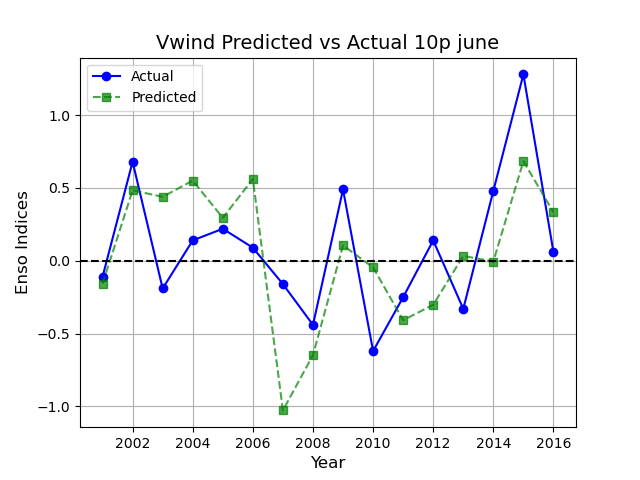 Vwind Predicted vs Actual 10p june
Actual
Predicted
1.0
0.5
0.0
−0.5
−1.0
Enso Indices
2002 2004 2006 2008 2010 2012 2014 2016
Year